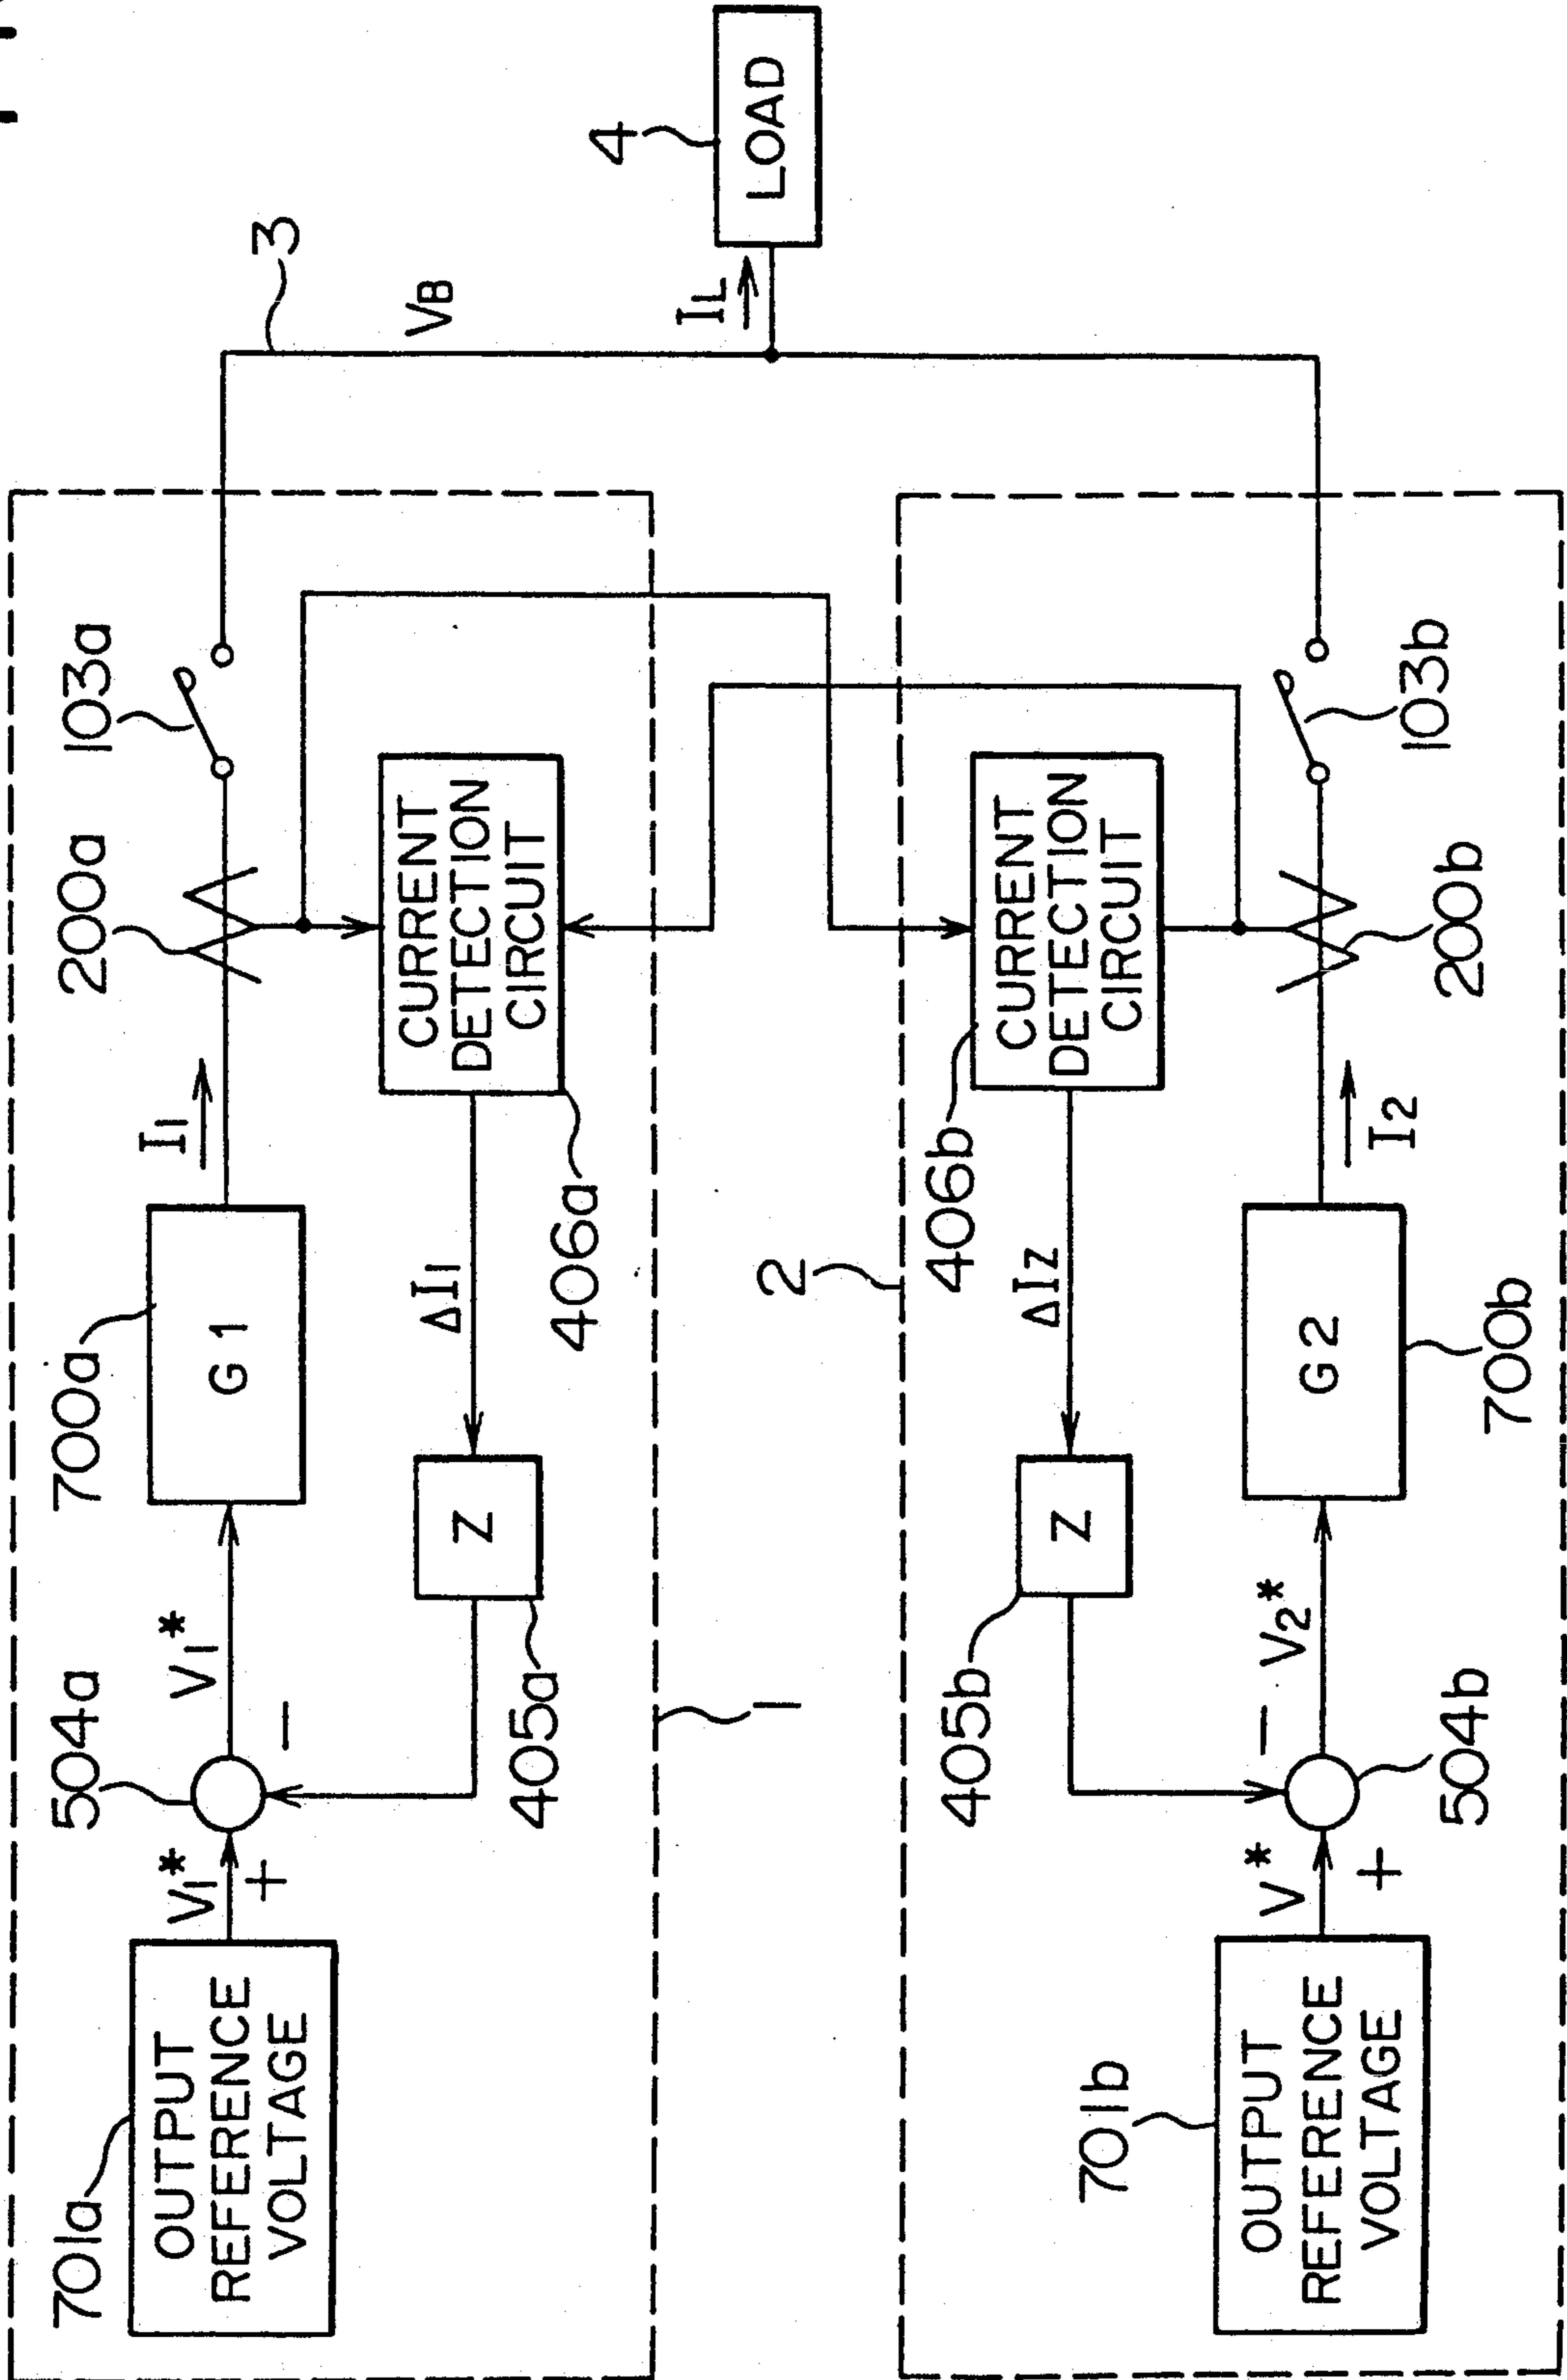 701a
OUTPUT
REFERENCE
VOLTAGE
V1*
+
504a
−
V1*
700a
G1
I1
200a
103a
405a
Z
ΔI1
406a
CURRENT
DETECTION
CIRCUIT
1
3
VB
IL
4
LOAD
2
405b
Z
ΔIZ
406b
CURRENT
DETECTION
CIRCUIT
701b
OUTPUT
REFERENCE
VOLTAGE
V*
+
504b
−
V2*
700b
G2
I2
200b
103b